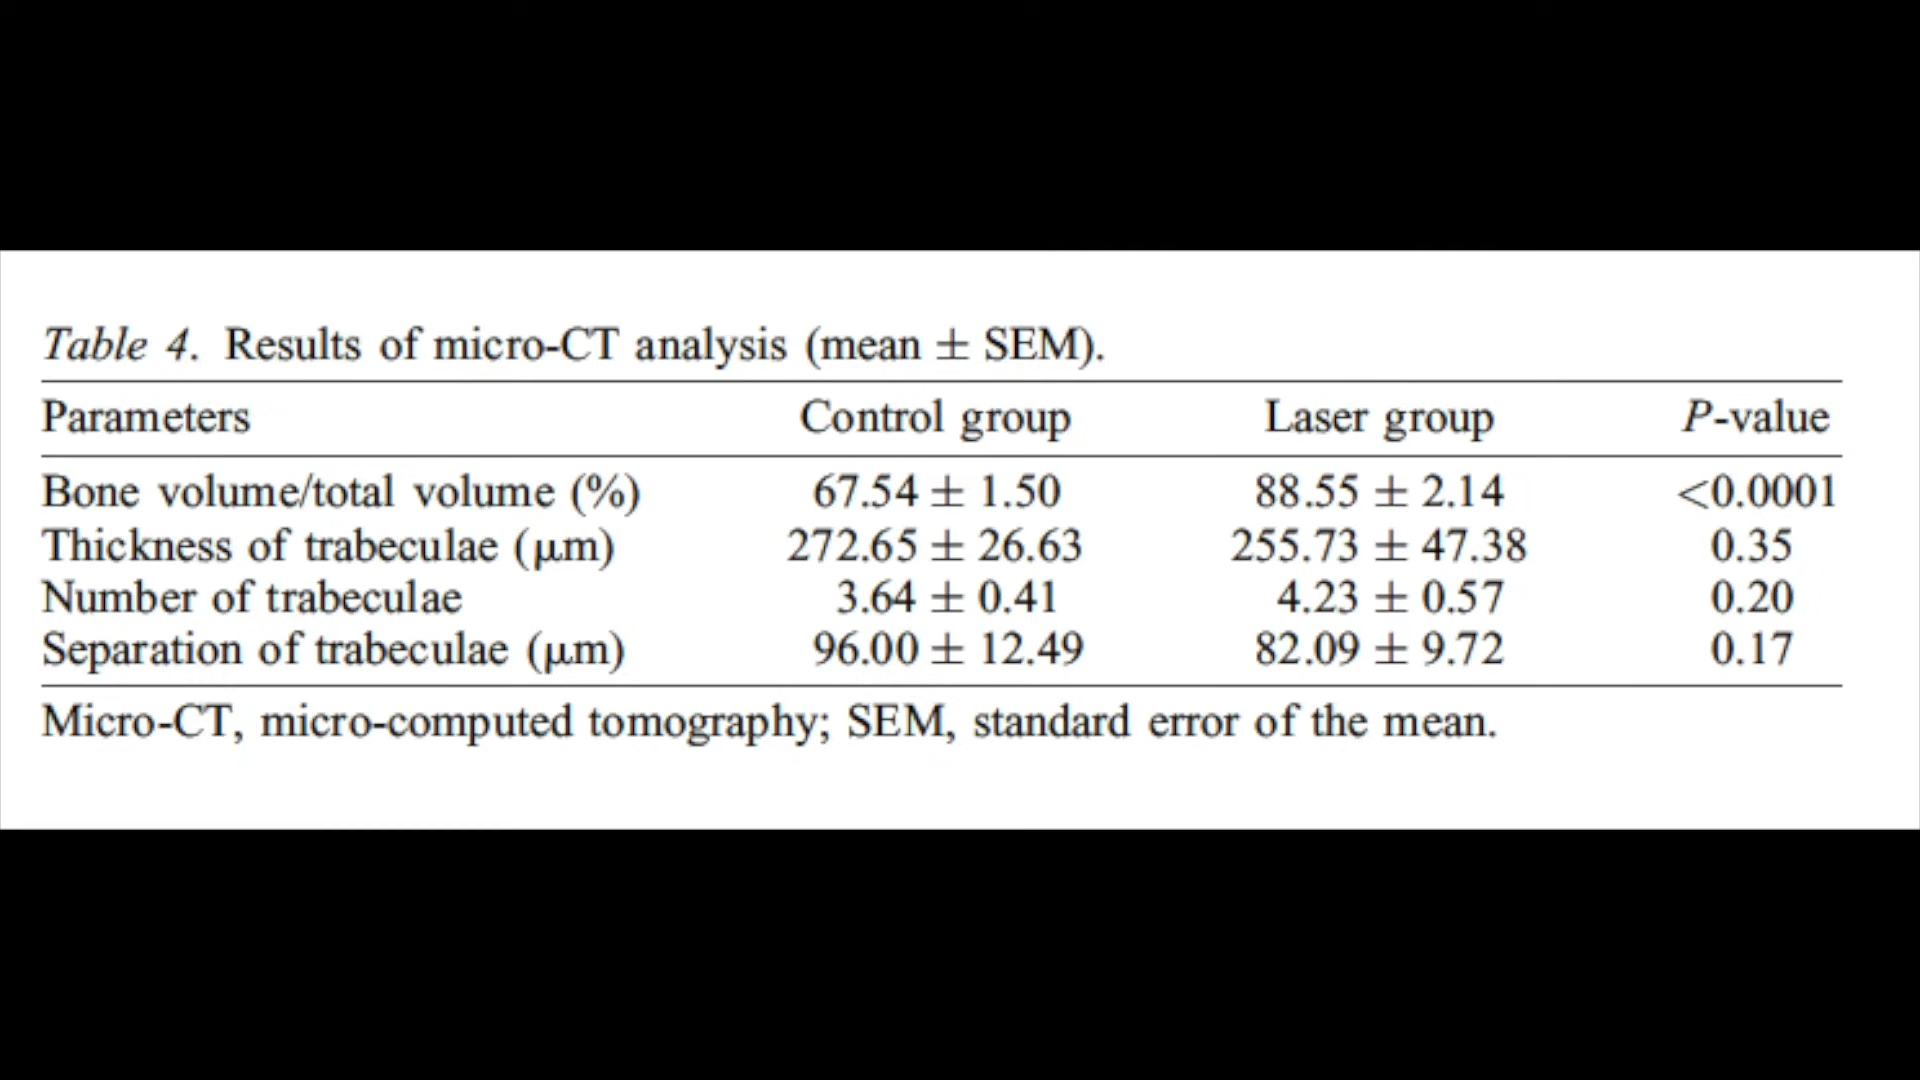 Table 4. Results of micro-CT analysis (mean ± SEM).
Parameters Control group Laser group P-value
Bone volume/total volume (%) 67.54 ± 1.50 88.55 ± 2.14 <0.0001
Thickness of trabeculae (μm) 272.65 ± 26.63 255.73 ± 47.38 0.35
Number of trabeculae 3.64 ± 0.41 4.23 ± 0.57 0.20
Separation of trabeculae (μm) 96.00 ± 12.49 82.09 ± 9.72 0.17
Micro-CT, micro-computed tomography; SEM, standard error of the mean.